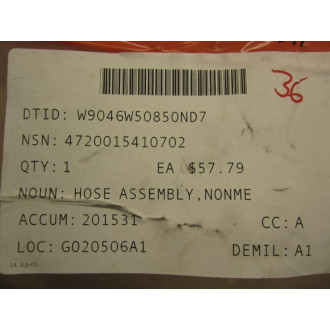 36
DTID: W9046W50850ND7
NSN: 4720015410702
QTY: 1 EA $57.79
NOUN: HOSE ASSEMBLY,NONME
ACCUM: 201531 CC: A
LOC: G020506A1 DEMIL: A1